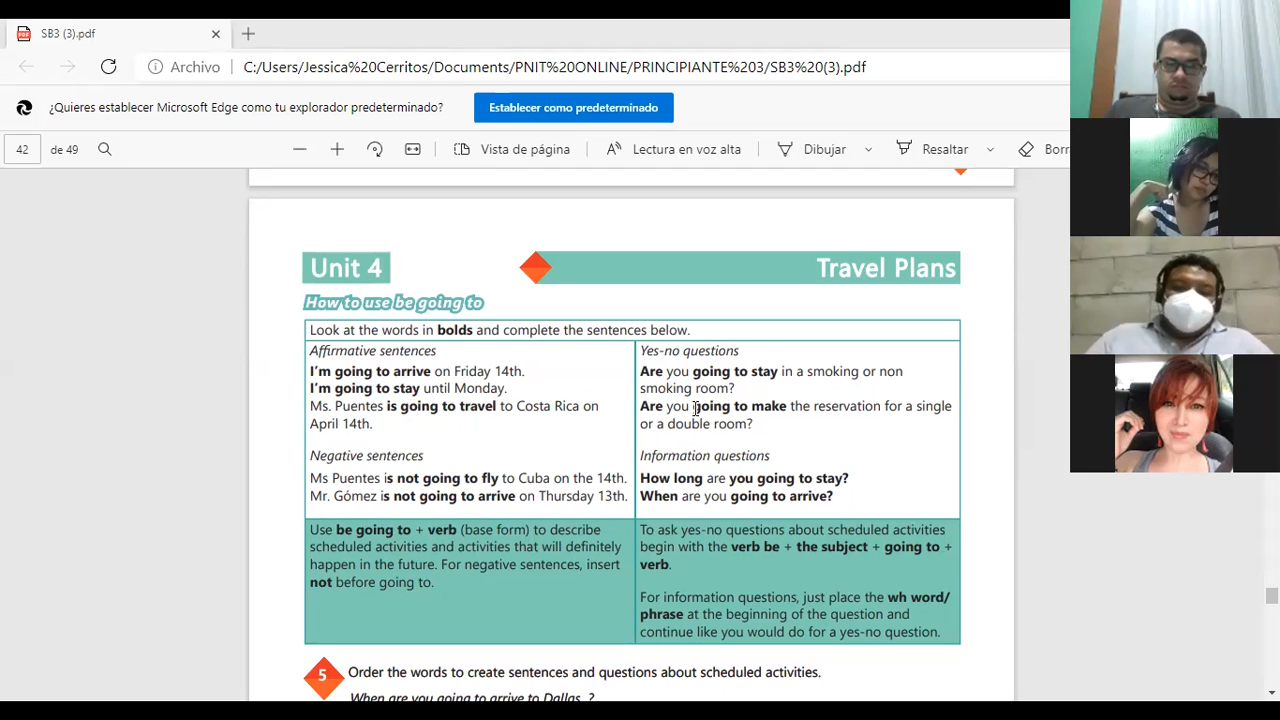 SB3 (3).pdf
Archivo
C:/Users/Jessica%20Cerritos/Documents/PNIT%20ONLINE/PRINCIPIANTE%203/SB3%20(3).pdf
¿Quieres establecer Microsoft Edge como tu explorador predeterminado?
Establecer como predeterminado
42
de 49
Vista de página
Lectura en voz alta
Dibujar
Resaltar
Borr
Unit 4
Travel Plans
How to use be going to
Look at the words in bolds and complete the sentences below.
Affirmative sentences
I'm going to arrive on Friday 14th.
I'm going to stay until Monday.
Ms. Puentes is going to travel to Costa Rica on
April 14th.
Negative sentences
Ms Puentes is not going to fly to Cuba on the 14th.
Mr. Gómez is not going to arrive on Thursday 13th.
Yes-no questions
Are you going to stay in a smoking or non
smoking room?
Are you going to make the reservation for a single
or a double room?
Information questions
How long are you going to stay?
When are you going to arrive?
Use be going to + verb (base form) to describe
scheduled activities and activities that will definitely
happen in the future. For negative sentences, insert
not before going to.
To ask yes-no questions about scheduled activities
begin with the verb be + the subject + going to +
verb.
For information questions, just place the wh word/
phrase at the beginning of the question and
continue like you would do for a yes-no question.
5
Order the words to create sentences and questions about scheduled activities.
When are you going to arrive to Dallas ?